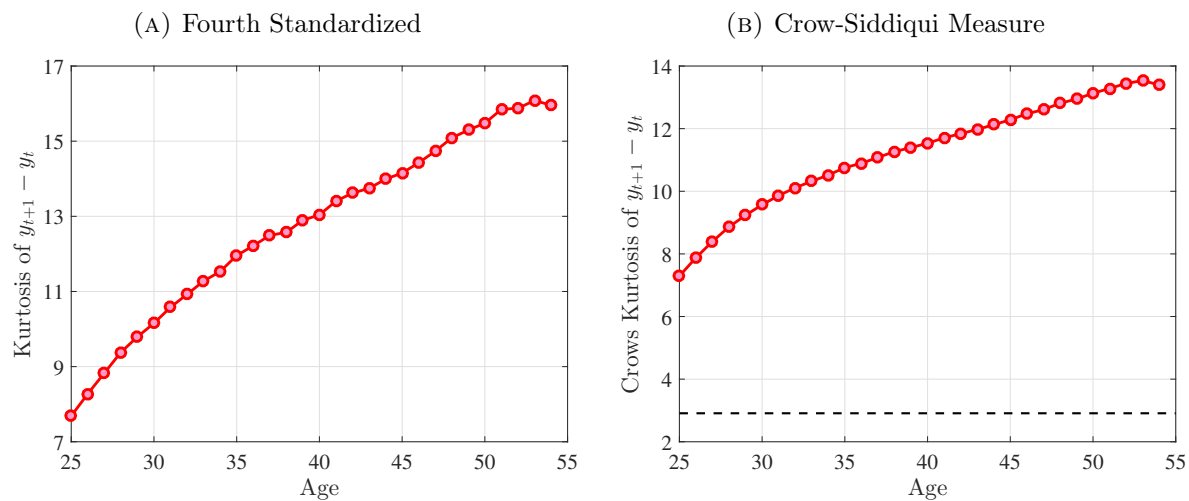 (A) Fourth Standardized
17
15
13
11
9
7
Kurtosis of y_{t+1} − y_t
25 30 35 40 45 50 55
Age
(B) Crow-Siddiqui Measure
14
12
10
8
6
4
2
Crows Kurtosis of y_{t+1} − y_t
25 30 35 40 45 50 55
Age